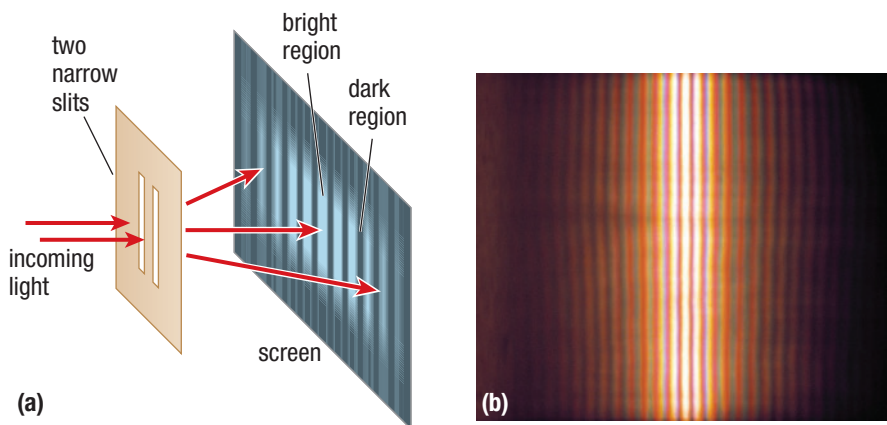 two
narrow
slits
bright
region
dark
region
incoming
light
screen
(a)
(b)